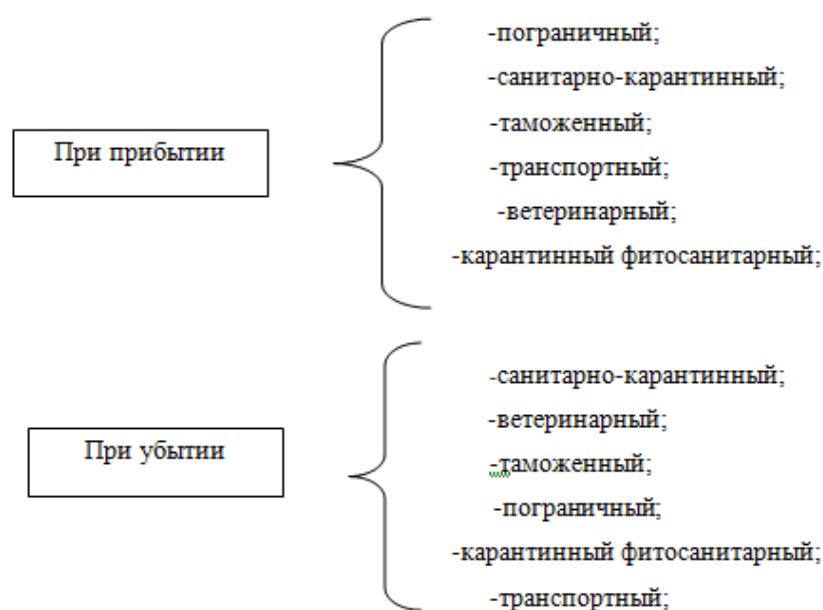 -пограничный;
-санитарно-карантинный;
-таможенный;
При прибытии
-транспортный;
-ветеринарный;
-карантинный фитосанитарный;
-санитарно-карантинный;
-ветеринарный;
При убытии
-таможенный;
-пограничный;
-карантинный фитосанитарный;
-транспортный;